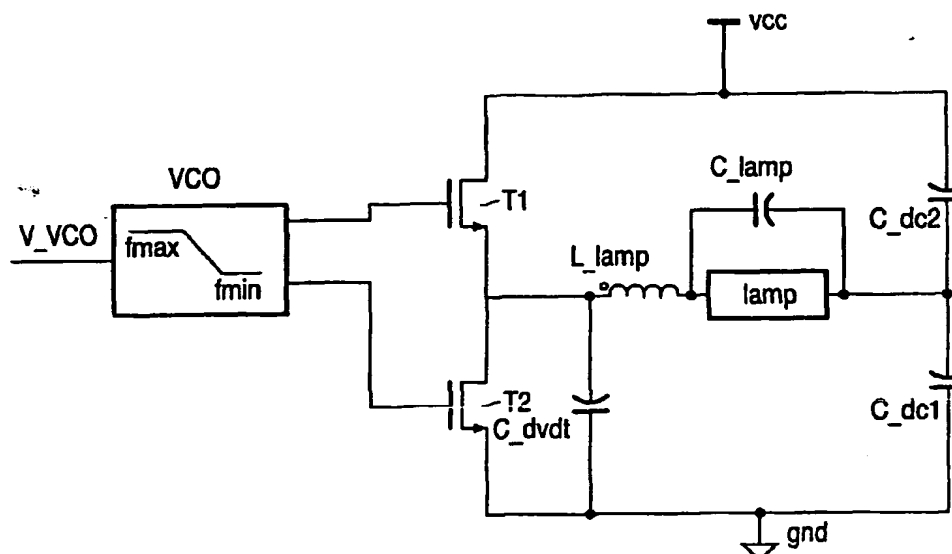 vcc
VCO
T1
C_lamp
C_dc2
V_VCO
fmax
fmin
L_lamp
lamp
T2
C_dvdt
C_dc1
gnd